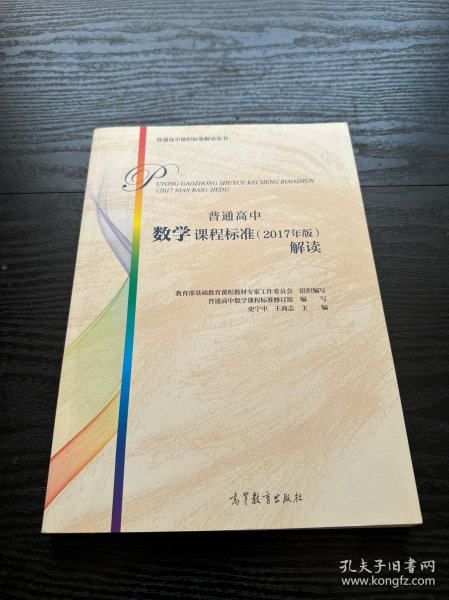 普通高中课程标准解读丛书
PUTONG GAOZHONG SHUXUE KECHENG BIAOZHUN
(2017 NIAN BAN) JIEDU
普通高中
数学课程标准(2017年版)
解读
教育部基础教育课程教材专家工作委员会 组织编写
普通高中数学课程标准修订组 编 写
史宁中 王尚志 主 编
高等教育出版社
孔夫子旧书网
www.kongfz.com